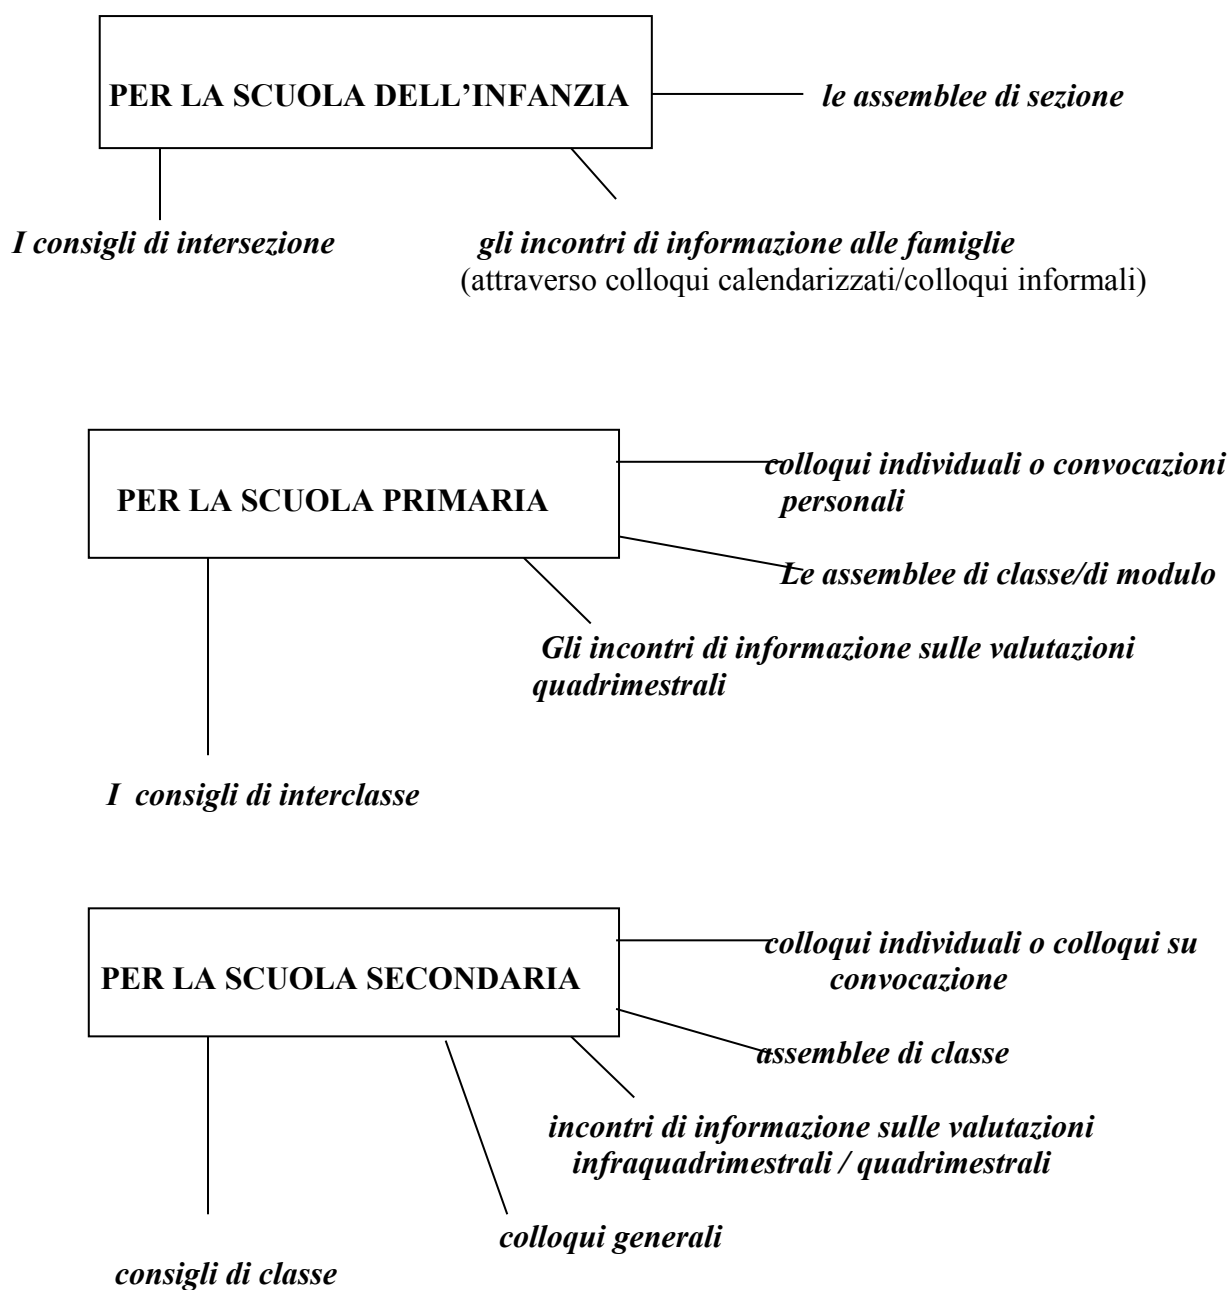 PER LA SCUOLA DELL’INFANZIA
le assemblee di sezione
I consigli di intersezione
gli incontri di informazione alle famiglie
(attraverso colloqui calendarizzati/colloqui informali)
PER LA SCUOLA PRIMARIA
colloqui individuali o convocazioni
personali
Le assemblee di classe/di modulo
Gli incontri di informazione sulle valutazioni
quadrimestrali
I consigli di interclasse
PER LA SCUOLA SECONDARIA
colloqui individuali o colloqui su
convocazione
assemblee di classe
incontri di informazione sulle valutazioni
infraquadrimestrali / quadrimestrali
colloqui generali
consigli di classe